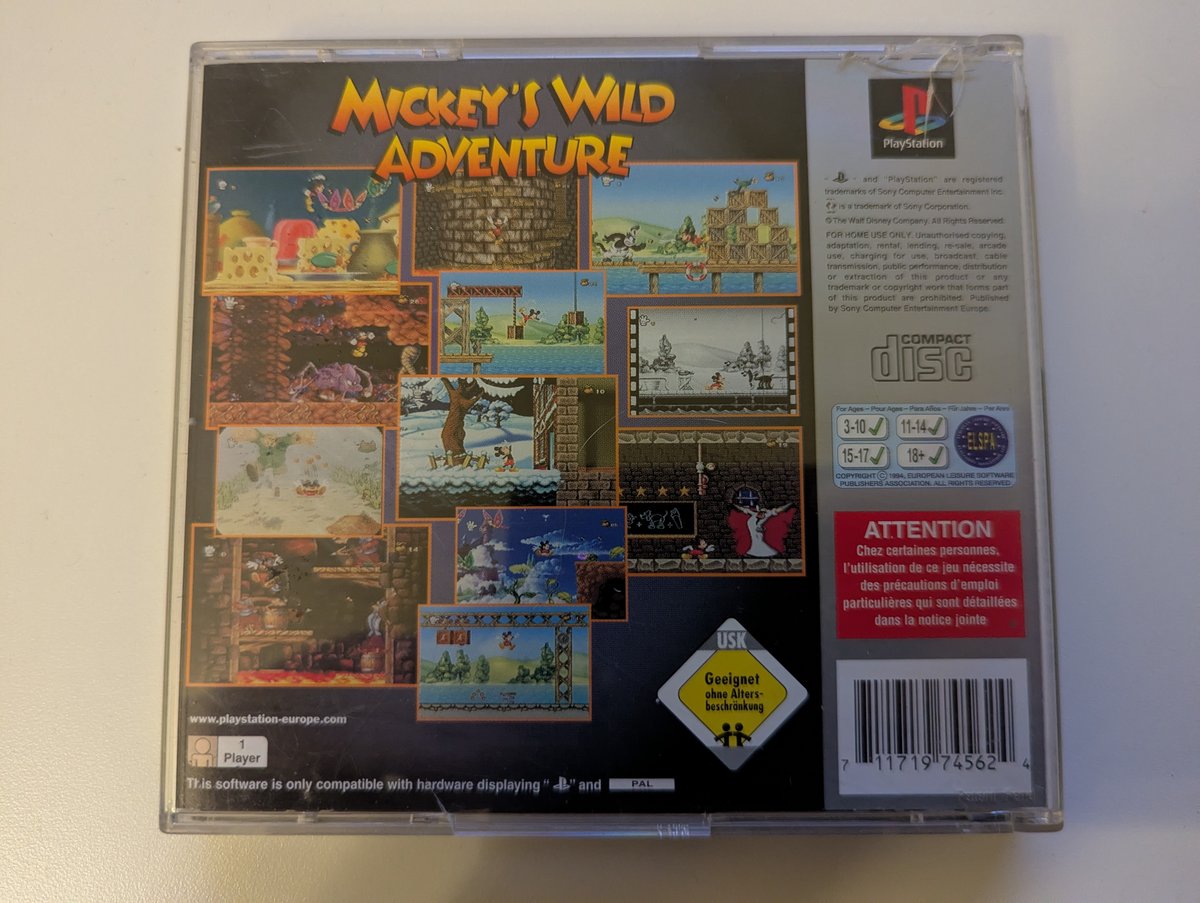 MICKEY'S WILD
ADVENTURE
www.playstation-europe.com
1
Player
This software is only compatible with hardware displaying " " and PAL
USK
Geeignet
ohne Alters-
beschränkung
PlayStation
" " and "PlayStation" are registered
trademarks of Sony Computer Entertainment Inc.
is a trademark of Sony Corporation.
© The Walt Disney Company. All Rights Reserved.
FOR HOME USE ONLY. Unauthorised copying,
adaptation, rental, lending, re-sale, arcade
use, charging for use, broadcast, cable
transmission, public performance, distribution
or extraction of this product or any
trademark or copyright work that forms part
of this product are prohibited. Published
by Sony Computer Entertainment Europe.
COMPACT
disc
For Ages – Pour Ages – Para Años – Für Jahre – Per Anni
3-10 11-14
15-17 18+
ELSPA
COPYRIGHT © 1994, EUROPEAN LEISURE SOFTWARE
PUBLISHERS ASSOCIATION. ALL RIGHTS RESERVED
ATTENTION
Chez certaines personnes,
l'utilisation de ce jeu nécessite
des précautions d'emploi
particulières qui sont détaillées
dans la notice jointe
7 11719 74562 4